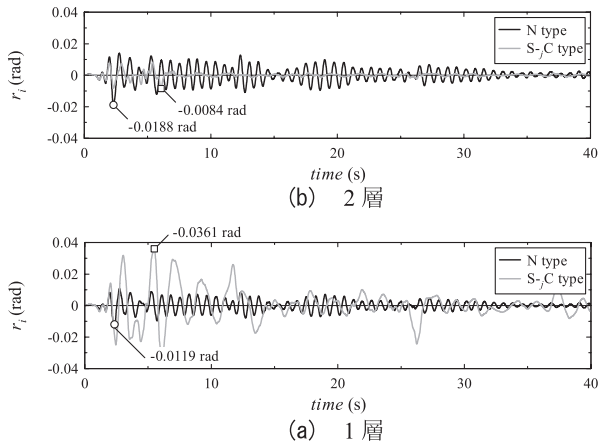 0.04
0.02
0
-0.02
-0.04
r_i (rad)
N type
S-_jC type
-0.0084 rad
-0.0188 rad
0 10 20 30 40
time (s)
(b) 2 層
0.04
0.02
0
-0.02
-0.04
r_i (rad)
-0.0361 rad
N type
S-_jC type
-0.0119 rad
0 10 20 30 40
time (s)
(a) 1 層